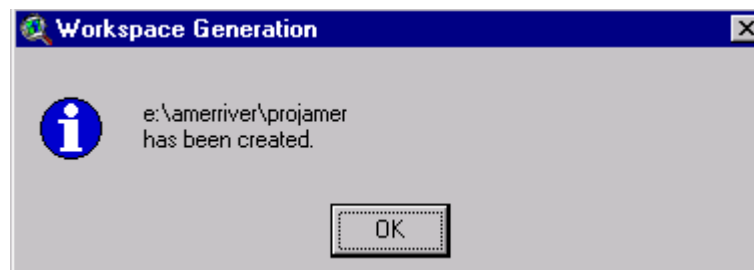 Workspace Generation
e:\amerriver\projamer
has been created.
OK